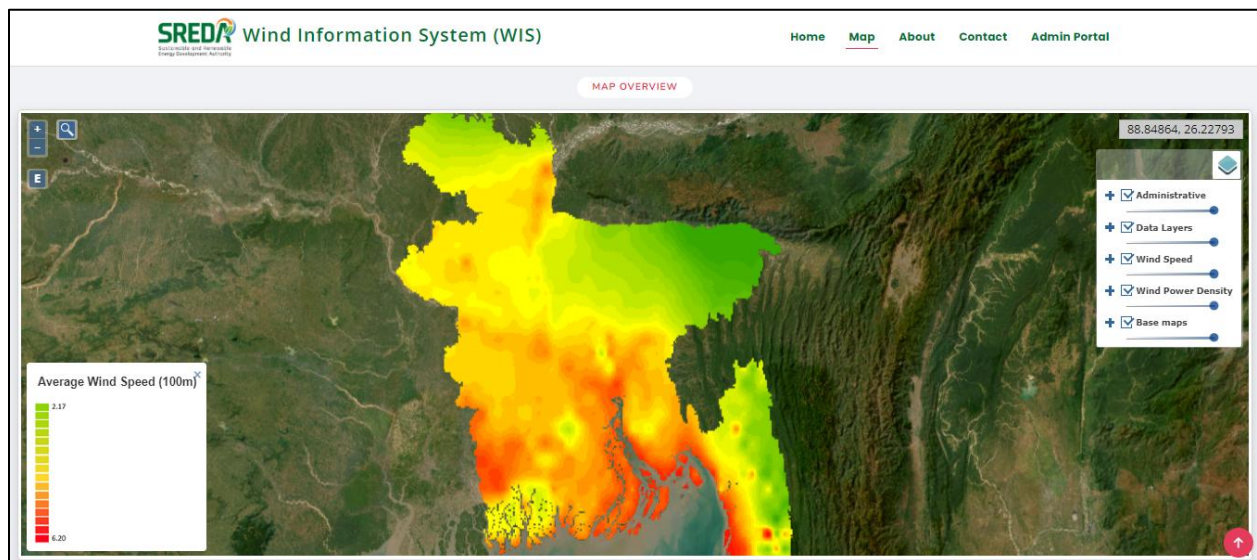 SREDA
Sustainable and Renewable
Energy Development Authority
Wind Information System (WIS)
Home Map About Contact Admin Portal
MAP OVERVIEW
+
−
E
88.84864, 26.22793
Administrative
Data Layers
Wind Speed
Wind Power Density
Base maps
Average Wind Speed (100m)
2.17
6.20